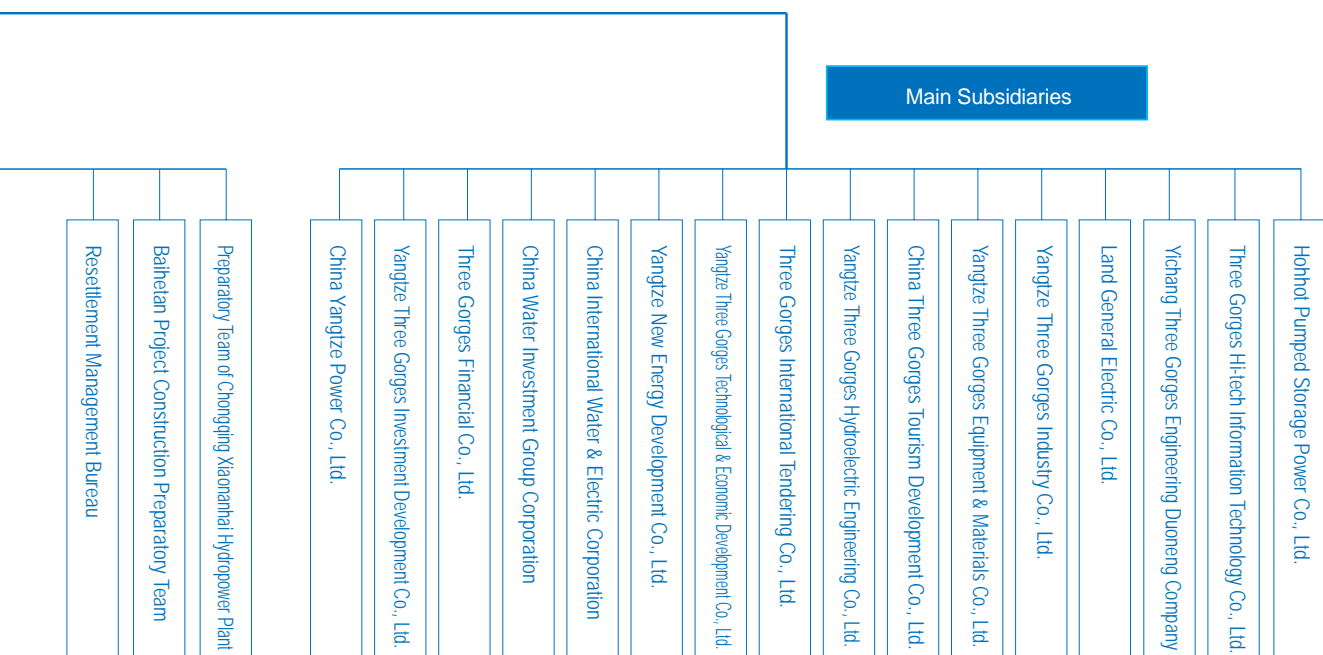 Main Subsidiaries
Resettlement Management Bureau
Baihetan Project Construction Preparatory Team
Preparatory Team of Chongqing Xiaonanhai Hydropower Plant
China Yangtze Power Co., Ltd.
Yangtze Three Gorges Investment Development Co., Ltd.
Three Gorges Financial Co., Ltd.
China Water Investment Group Corporation
China International Water & Electric Corporation
Yangtze New Energy Development Co., Ltd.
Yangtze Three Gorges Technological & Economic Development Co., Ltd.
Three Gorges International Tendering Co., Ltd.
Yangtze Three Gorges Hydroelectric Engineering Co., Ltd.
China Three Gorges Tourism Development Co., Ltd.
Yangtze Three Gorges Equipment & Materials Co., Ltd.
Yangtze Three Gorges Industry Co., Ltd.
Land General Electric Co., Ltd.
Yichang Three Gorges Engineering Duoneng Company
Three Gorges Hi-tech Information Technology Co., Ltd.
Hohhot Pumped Storage Power Co., Ltd.